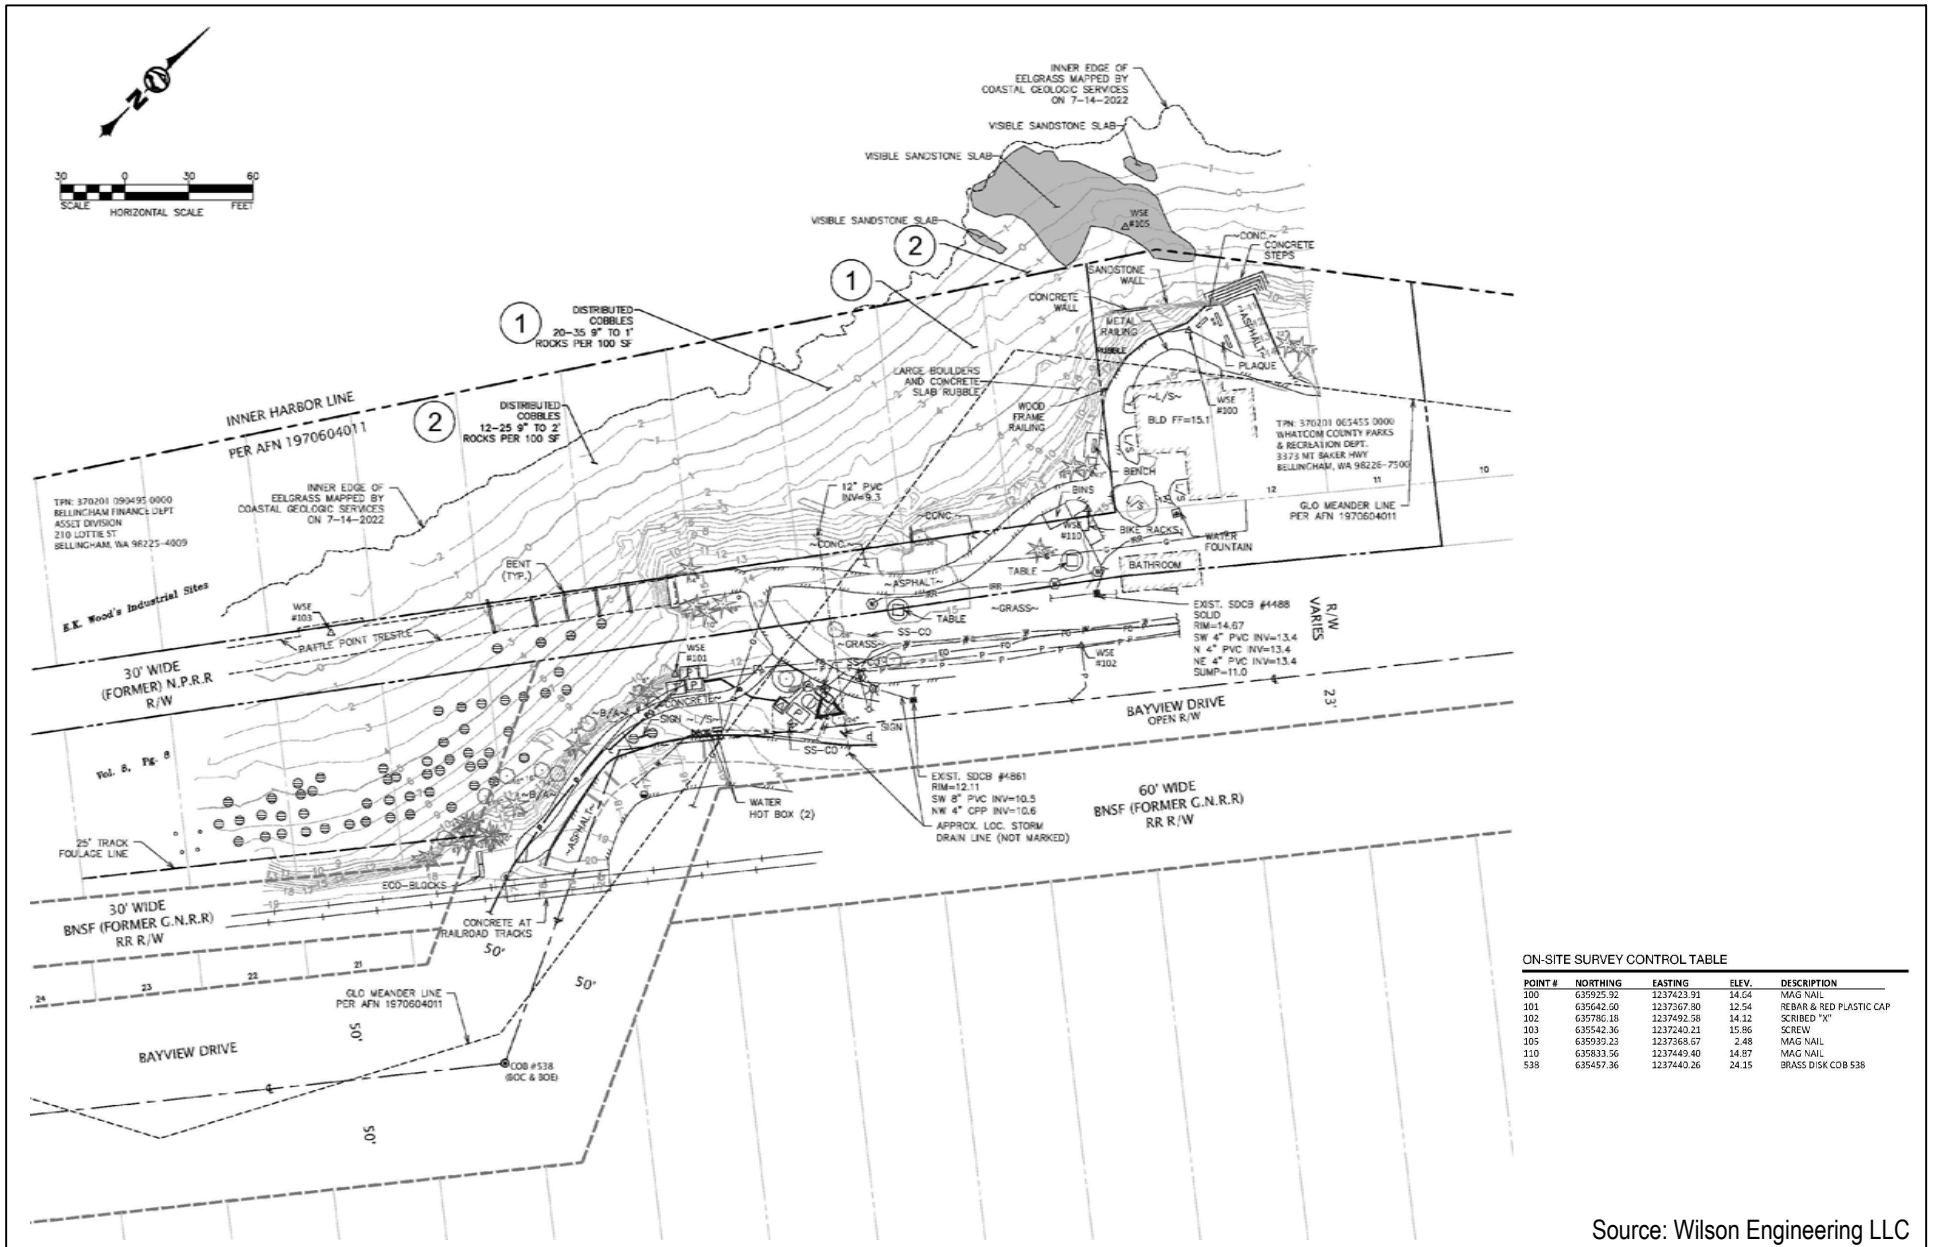 N
30 0 30 60
SCALE HORIZONTAL SCALE FEET
INNER EDGE OF
EELGRASS MAPPED BY
COASTAL GEOLOGIC SERVICES
ON 7-14-2022
VISIBLE SANDSTONE SLAB
VISIBLE SANDSTONE SLAB
VISIBLE SANDSTONE SLAB
WSE
#105
2
1
~CONC.~
CONCRETE
STEPS
SANDSTONE
WALL
CONCRETE
WALL
METAL
RAILING
RUBBLE
~ASPHALT~
PLAQUE
1
DISTRIBUTED
COBBLES
20-35 9" TO 1'
ROCKS PER 100 SF
LARGE BOULDERS
AND CONCRETE
SLAB RUBBLE
WOOD
FRAME
RAILING
~L/S~
WSE
#100
BLD FF=15.1
TPN: 370201 065455 0000
WHATCOM COUNTY PARKS
& RECREATION DEPT.
3373 MT BAKER HWY
BELLINGHAM, WA 98226-7500
INNER HARBOR LINE
PER AFN 1970604011
2
DISTRIBUTED
COBBLES
12-25 9" TO 2'
ROCKS PER 100 SF
L/S
BENCH
BINS
L/S
L/S
12
11
10
GLO MEANDER LINE
PER AFN 1970604011
TPN: 370201 090495 0000
BELLINGHAM FINANCE DEPT
ASSET DIVISION
210 LOTTIE ST
BELLINGHAM, WA 98225-4009
INNER EDGE OF
EELGRASS MAPPED BY
COASTAL GEOLOGIC SERVICES
ON 7-14-2022
12" PVC
INV=9.3
~CONC.~
~CONC.~
WSE
#110
BIKE RACKS
WATER
FOUNTAIN
TABLE
BATHROOM
BENT
(TYP.)
~ASPHALT~
~GRASS~
TABLE
E.K. Wood's Industrial Sites
WSE
#103
PATTLE POINT TRESTLE
EXIST. SDCB #4488
SOLID
RIM=14.67
SW 4" PVC INV=13.4
N 4" PVC INV=13.4
NE 4" PVC INV=13.4
SUMP=11.0
R/W
VARIES
SS-CO
~GRASS~
SS-CO
WSE
#101
WSE
#102
30' WIDE
(FORMER) N.P.R.R
R/W
~CONCRETE~
~B/A~
SIGN ~L/S~
SIGN
SS-CO
BAYVIEW DRIVE
OPEN R/W
23'
Vol. 8, Pg. 8
~B/A~
WATER
HOT BOX (2)
EXIST. SDCB #4861
RIM=12.11
SW 8" PVC INV=10.5
NW 4" CPP INV=10.6
APPROX. LOC. STORM
DRAIN LINE (NOT MARKED)
60' WIDE
BNSF (FORMER G.N.R.R)
RR R/W
25' TRACK
FOULAGE LINE
~ASPHALT~
ECO-BLOCKS
30' WIDE
BNSF (FORMER G.N.R.R)
RR R/W
CONCRETE AT
RAILROAD TRACKS
50'
50'
24
23
22
21
GLO MEANDER LINE
PER AFN 1970604011
50'
BAYVIEW DRIVE
COB #538
(BOC & BOE)
50'
ON-SITE SURVEY CONTROL TABLE
POINT # NORTHING EASTING ELEV. DESCRIPTION
100 635925.92 1237423.91 14.64 MAG NAIL
101 635642.60 1237367.80 12.54 REBAR & RED PLASTIC CAP
102 635786.18 1237492.58 14.12 SCRIBED "X"
103 635542.36 1237240.21 15.86 SCREW
105 635939.23 1237368.67 2.48 MAG NAIL
110 635833.56 1237449.40 14.87 MAG NAIL
538 635457.36 1237440.26 24.15 BRASS DISK COB 538
Source: Wilson Engineering LLC